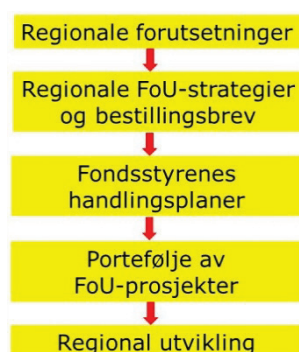 Regionale forutsetninger
Regionale FoU-strategier
og bestillingsbrev
Fondsstyrenes
handlingsplaner
Portefølje av
FoU-prosjekter
Regional utvikling